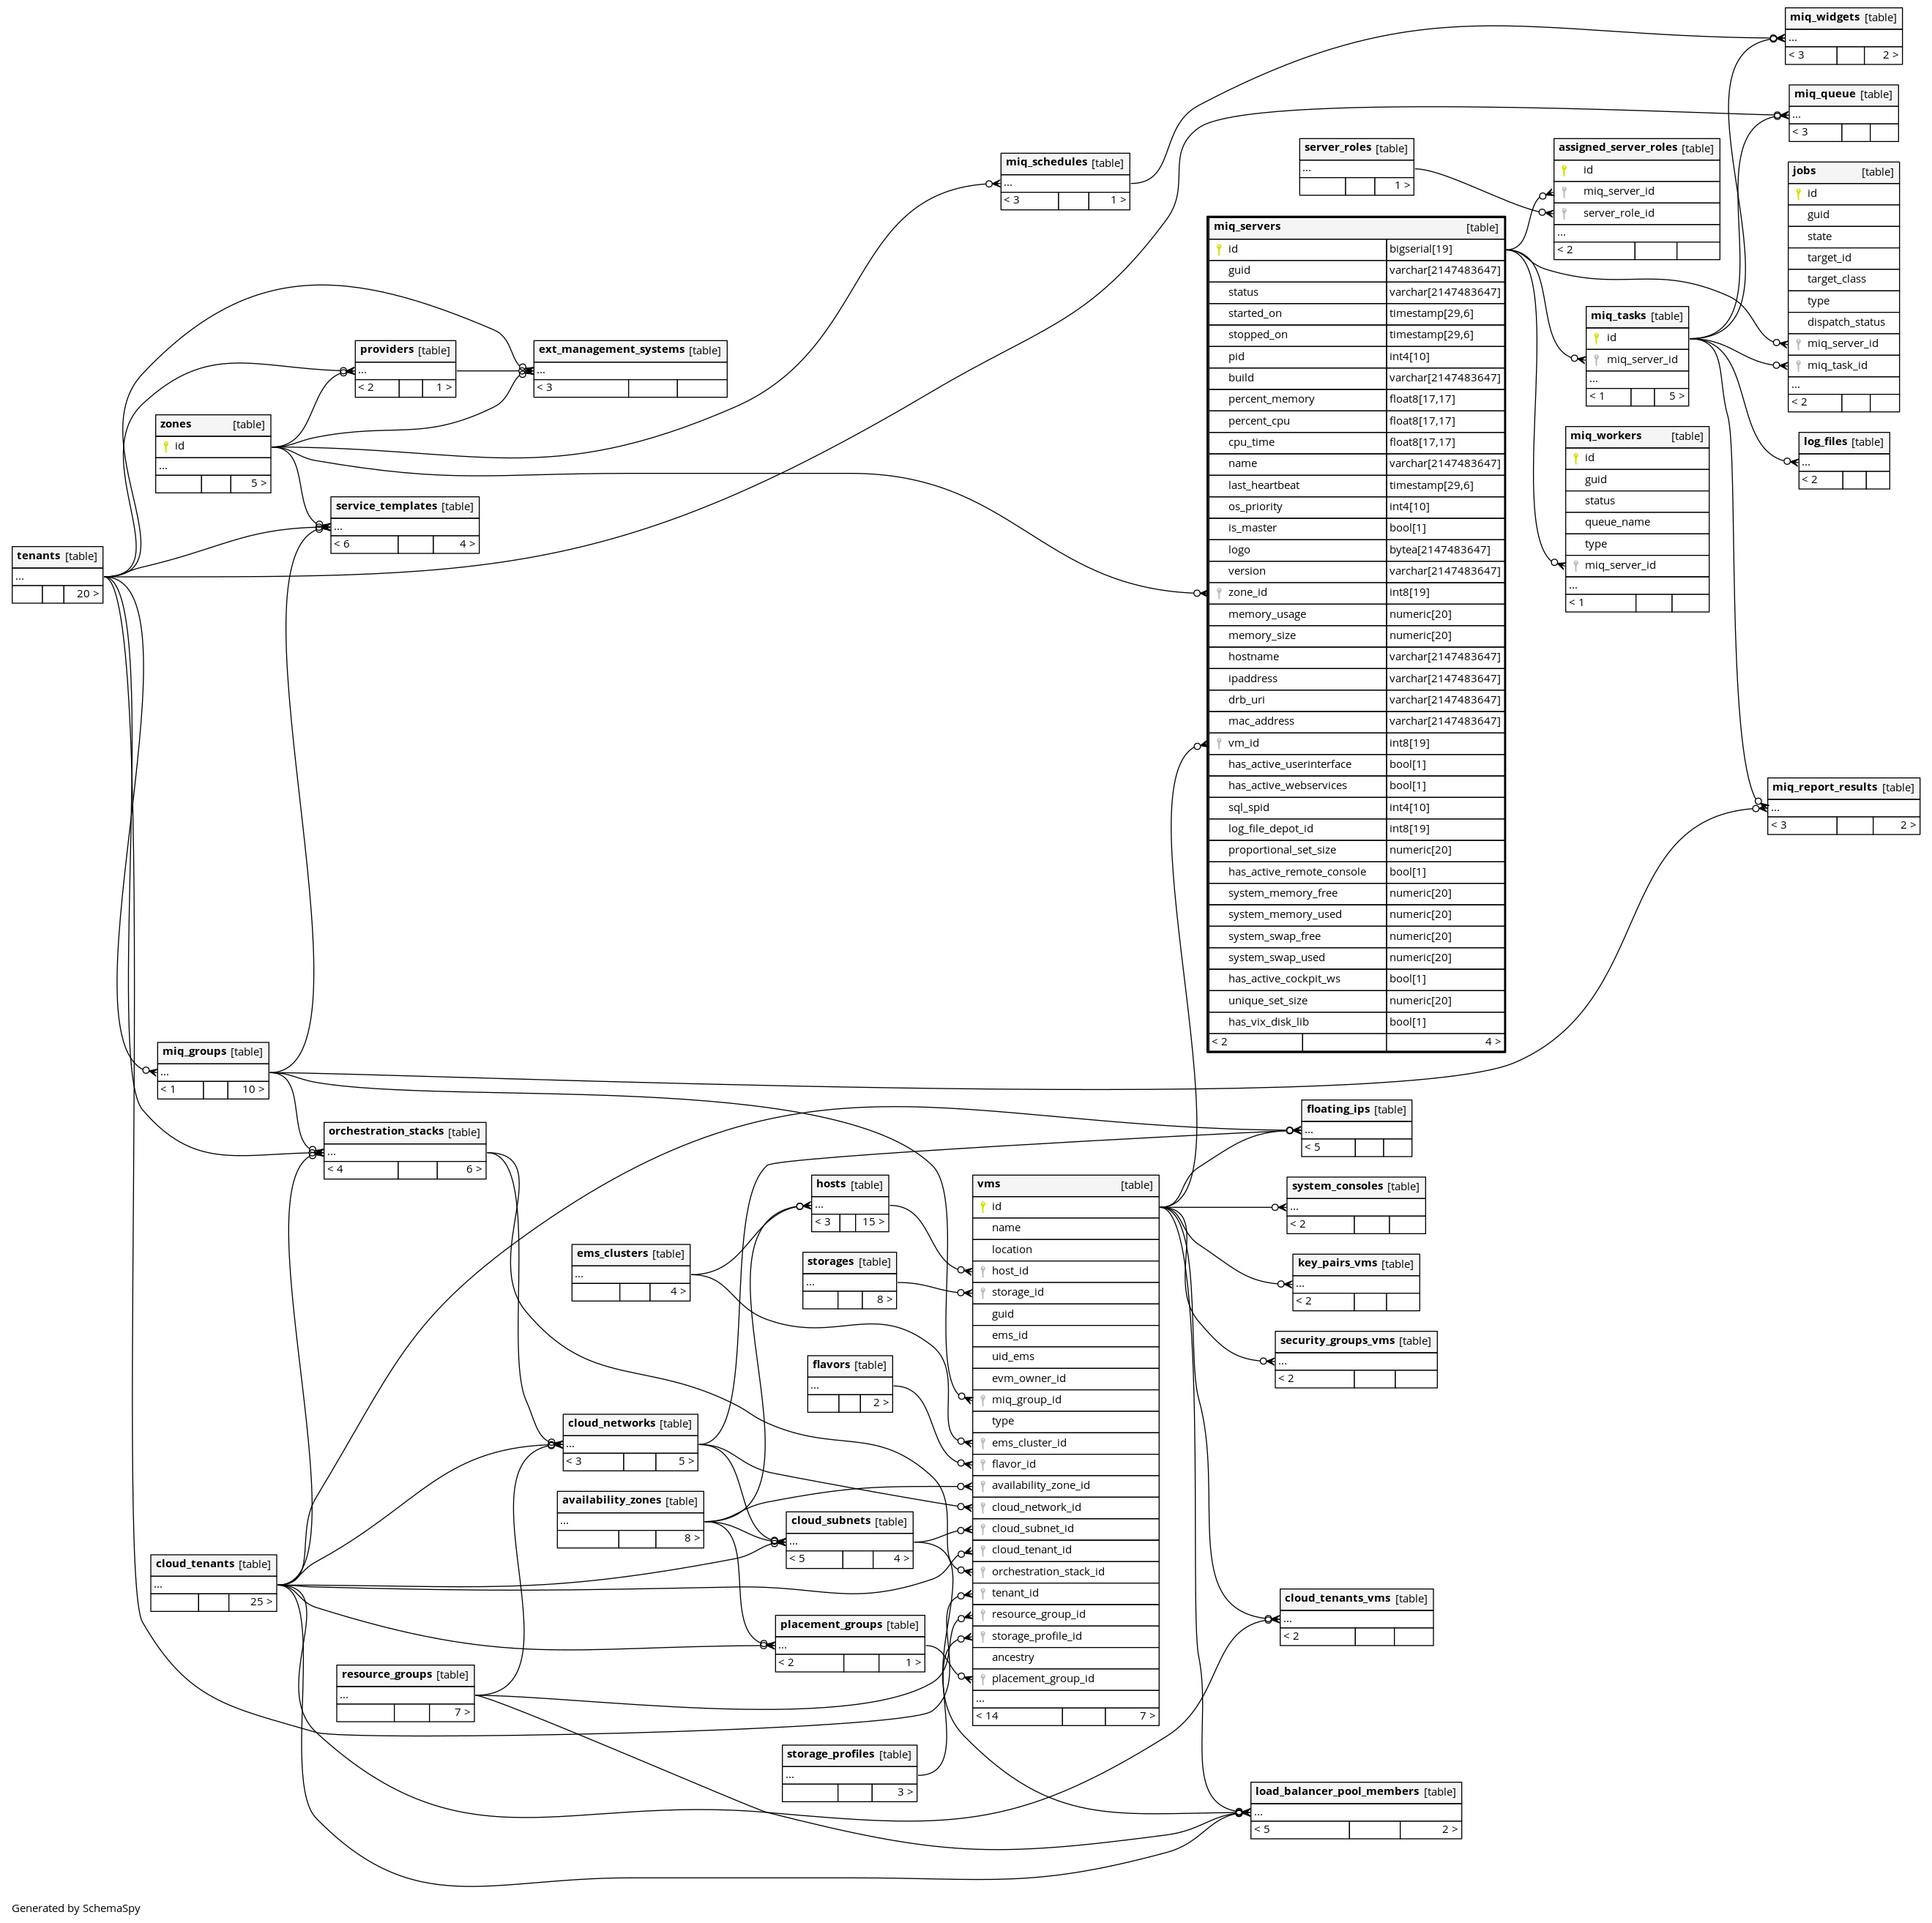 miq_widgets [table]
...
< 3 2 >
miq_queue [table]
...
< 3
miq_schedules [table]
...
< 3 1 >
server_roles [table]
...
1 >
assigned_server_roles [table]
id
miq_server_id
server_role_id
...
< 2
jobs [table]
id
guid
state
target_id
target_class
type
dispatch_status
miq_server_id
miq_task_id
...
< 2
miq_servers [table]
id bigserial[19]
guid varchar[2147483647]
status varchar[2147483647]
started_on timestamp[29,6]
stopped_on timestamp[29,6]
pid int4[10]
build varchar[2147483647]
percent_memory float8[17,17]
percent_cpu float8[17,17]
cpu_time float8[17,17]
name varchar[2147483647]
last_heartbeat timestamp[29,6]
os_priority int4[10]
is_master bool[1]
logo bytea[2147483647]
version varchar[2147483647]
zone_id int8[19]
memory_usage numeric[20]
memory_size numeric[20]
hostname varchar[2147483647]
ipaddress varchar[2147483647]
drb_uri varchar[2147483647]
mac_address varchar[2147483647]
vm_id int8[19]
has_active_userinterface bool[1]
has_active_webservices bool[1]
sql_spid int4[10]
log_file_depot_id int8[19]
proportional_set_size numeric[20]
has_active_remote_console bool[1]
system_memory_free numeric[20]
system_memory_used numeric[20]
system_swap_free numeric[20]
system_swap_used numeric[20]
has_active_cockpit_ws bool[1]
unique_set_size numeric[20]
has_vix_disk_lib bool[1]
< 2 4 >
miq_tasks [table]
id
miq_server_id
...
< 1 5 >
miq_workers [table]
id
guid
status
queue_name
type
miq_server_id
...
< 1
log_files [table]
...
< 2
providers [table]
...
< 2 1 >
ext_management_systems [table]
...
< 3
zones [table]
id
...
5 >
service_templates [table]
...
< 6 4 >
tenants [table]
...
20 >
miq_report_results [table]
...
< 3 2 >
miq_groups [table]
...
< 1 10 >
orchestration_stacks [table]
...
< 4 6 >
floating_ips [table]
...
< 5
hosts [table]
...
< 3 15 >
vms [table]
id
name
location
host_id
storage_id
guid
ems_id
uid_ems
evm_owner_id
miq_group_id
type
ems_cluster_id
flavor_id
availability_zone_id
cloud_network_id
cloud_subnet_id
cloud_tenant_id
orchestration_stack_id
tenant_id
resource_group_id
storage_profile_id
ancestry
placement_group_id
...
< 14 7 >
system_consoles [table]
...
< 2
ems_clusters [table]
...
4 >
storages [table]
...
8 >
key_pairs_vms [table]
...
< 2
security_groups_vms [table]
...
< 2
flavors [table]
...
2 >
cloud_networks [table]
...
< 3 5 >
availability_zones [table]
...
8 >
cloud_subnets [table]
...
< 5 4 >
cloud_tenants [table]
...
25 >
cloud_tenants_vms [table]
...
< 2
placement_groups [table]
...
< 2 1 >
resource_groups [table]
...
7 >
storage_profiles [table]
...
3 >
load_balancer_pool_members [table]
...
< 5 2 >
Generated by SchemaSpy